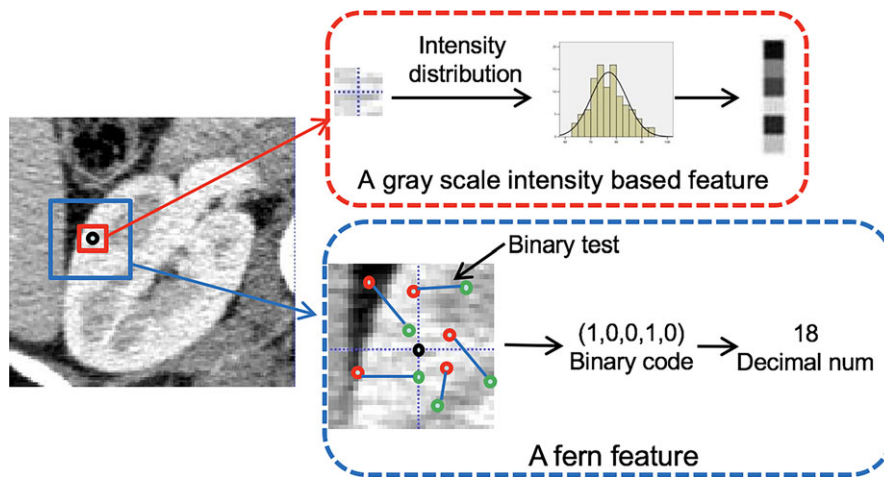 Intensity
distribution
A gray scale intensity based feature
Binary test
(1,0,0,1,0)
Binary code
18
Decimal num
A fern feature